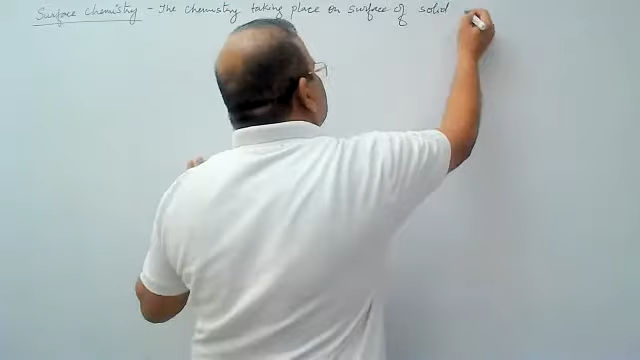 Surface chemistry - The chemistry taking place on surface of solid